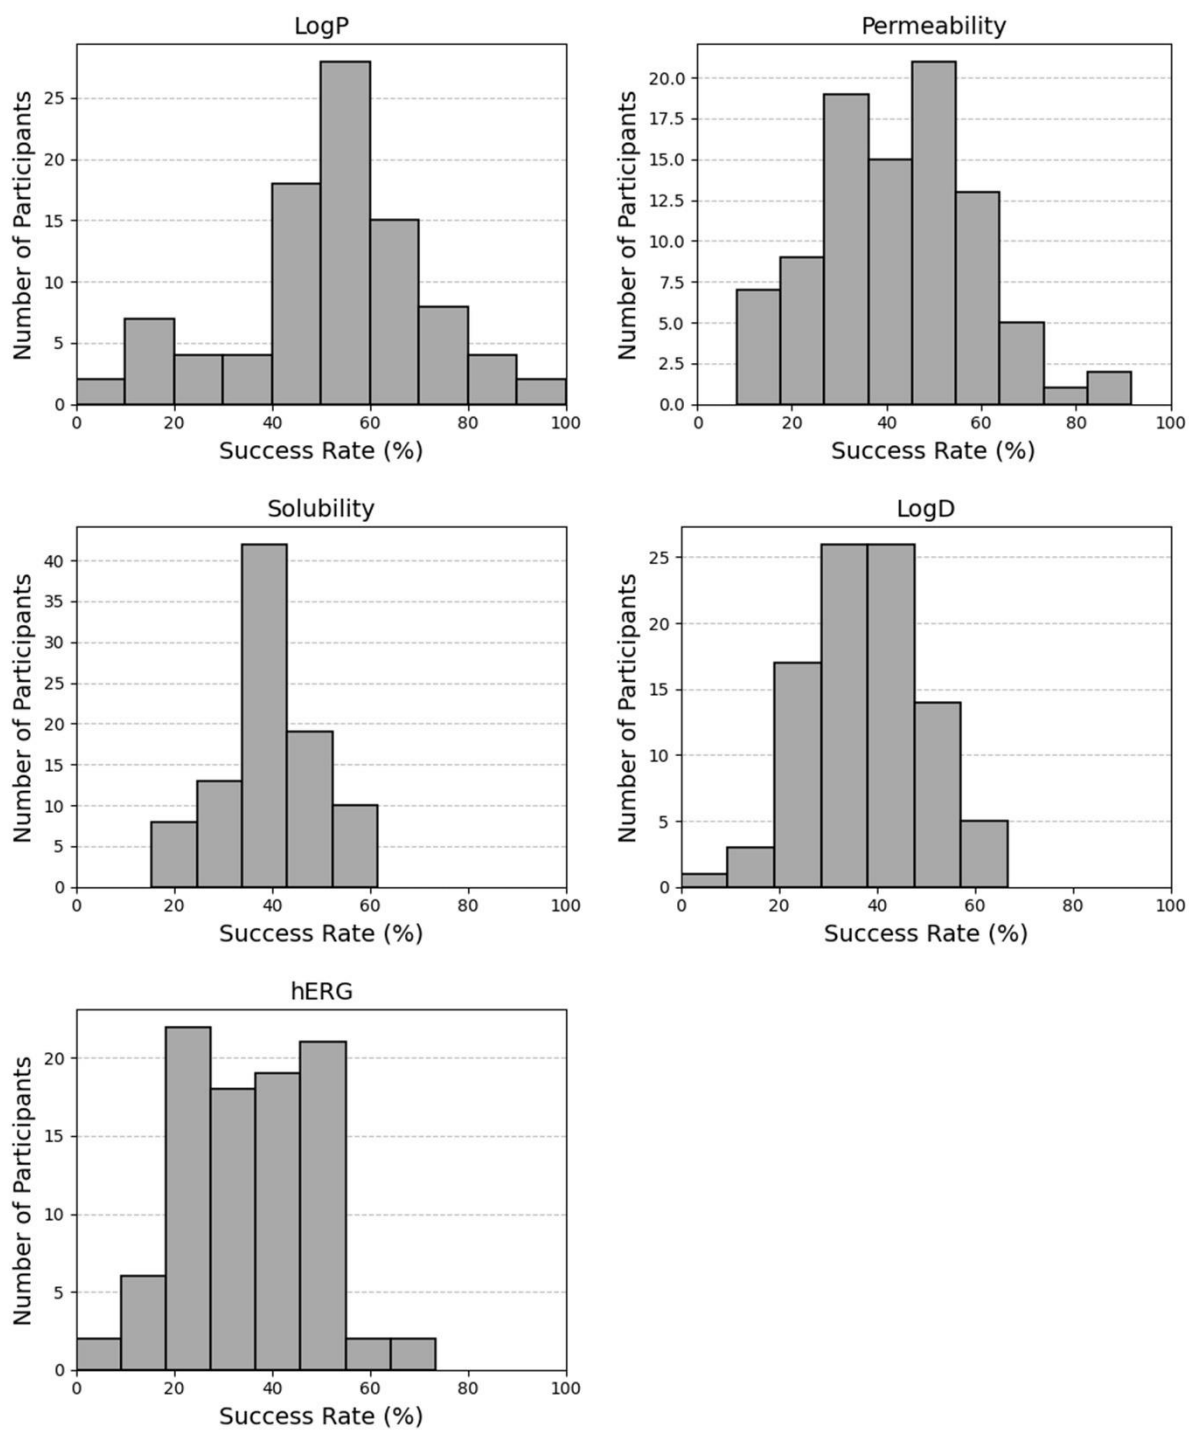 LogP
Number of Participants
25
20
15
10
5
0
0 20 40 60 80 100
Success Rate (%)
Permeability
Number of Participants
20.0
17.5
15.0
12.5
10.0
7.5
5.0
2.5
0.0
0 20 40 60 80 100
Success Rate (%)
Solubility
Number of Participants
40
35
30
25
20
15
10
5
0
0 20 40 60 80 100
Success Rate (%)
LogD
Number of Participants
25
20
15
10
5
0
0 20 40 60 80 100
Success Rate (%)
hERG
Number of Participants
20
15
10
5
0
0 20 40 60 80 100
Success Rate (%)